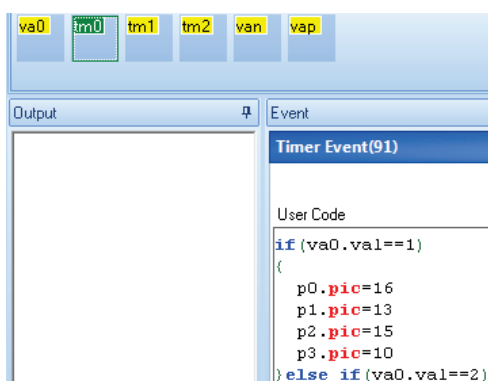 va0 tm0 tm1 tm2 van vap
Output
Event
Timer Event(91)
User Code
if(va0.val==1)
{
p0.pic=16
p1.pic=13
p2.pic=15
p3.pic=10
}else if(va0.val==2)